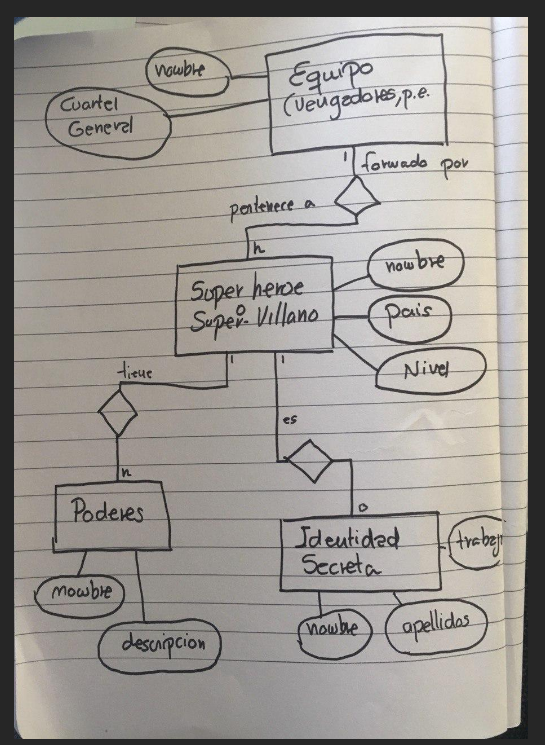 nombre
Equipo
(Vengadores, p.e.
Cuartel
General
1
formado por
pertenece a
n
Super heroe
o
Super-Villano
nombre
Pais
Nivel
tiene
1
1
es
n
Poderes
nombre
descripcion
0
Identidad
Secreta
trabaj
nombre
apellidos